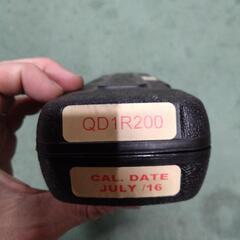 QD1R200
CAL. DATE
JULY /16